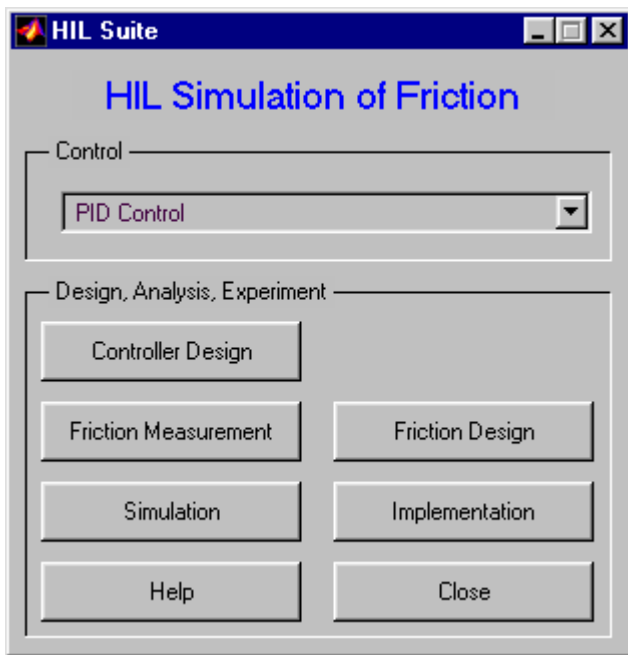 HIL Suite
HIL Simulation of Friction
Control
PID Control
Design, Analysis, Experiment
Controller Design
Friction Measurement
Friction Design
Simulation
Implementation
Help
Close